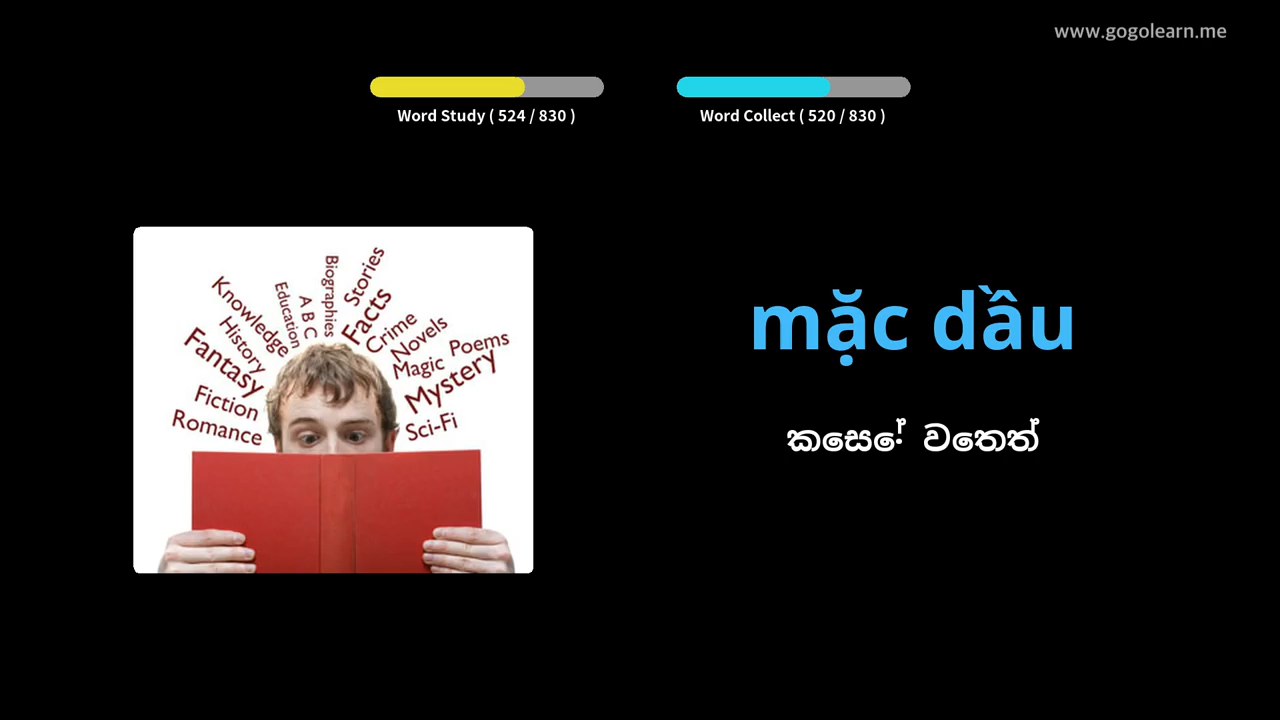 www.gogolearn.me
Word Study ( 524 / 830 )
Word Collect ( 520 / 830 )
Biographies
Stories
Knowledge
Education
A B C
Facts
History
Crime
Novels
Poems
Fantasy
Magic
Mystery
Fiction
Romance
Sci-Fi
mặc dầu
වතෙත්